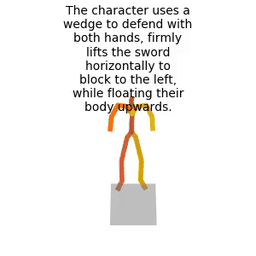 The character uses a
wedge to defend with
both hands, firmly
lifts the sword
horizontally to
block to the left,
while floating their
body upwards.